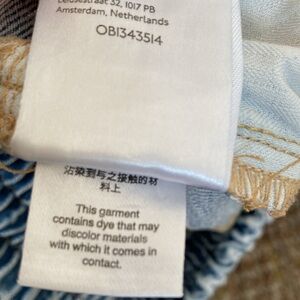 Leidsestraat 32, 1017 PB
Amsterdam, Netherlands
OB1343514
沾染到与之接触的材
料上
This garment
contains dye that may
discolor materials
with which it comes in
contact.